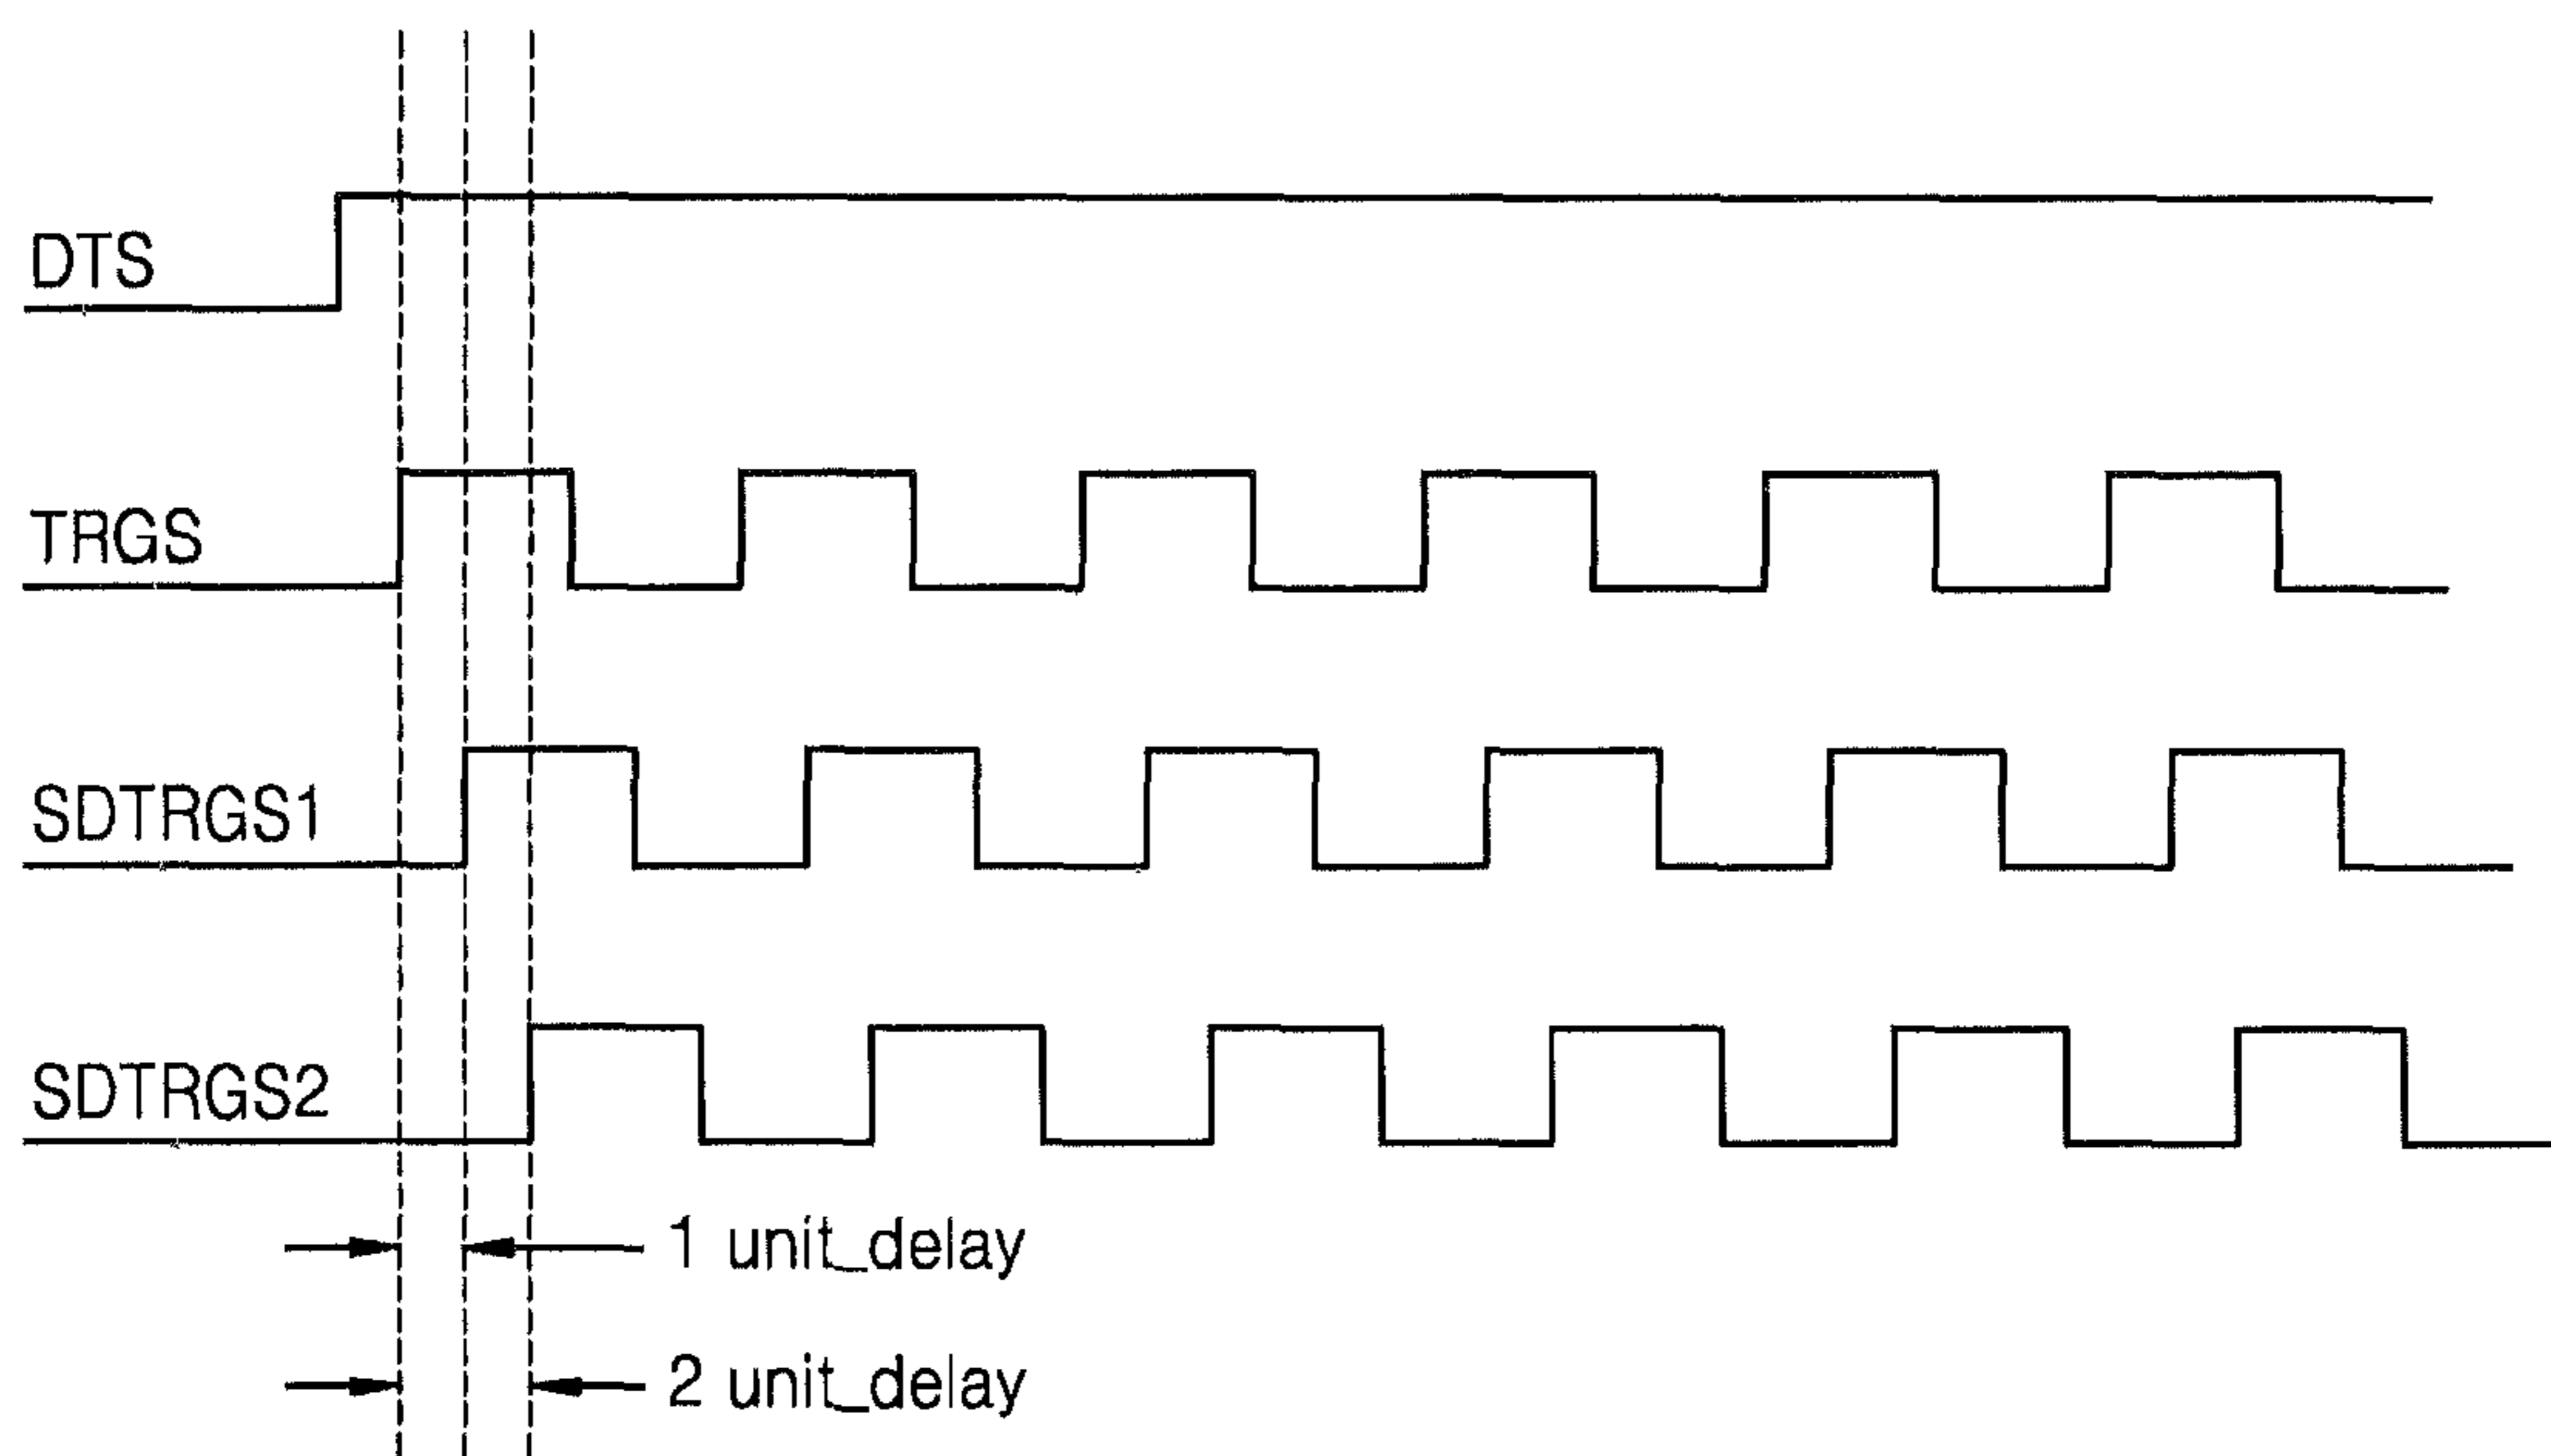 DTS
TRGS
SDTRGS1
SDTRGS2
1 unit_delay
2 unit_delay